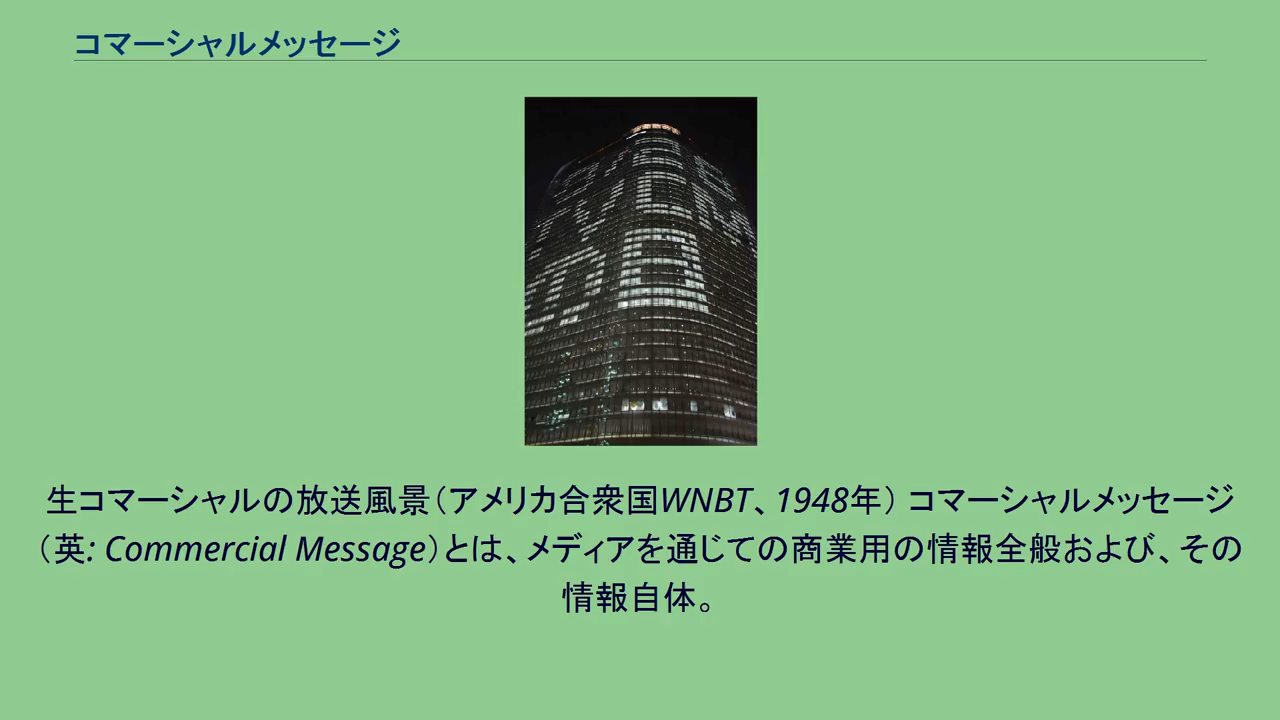 コマーシャルメッセージ
生コマーシャルの放送風景（アメリカ合衆国WNBT、1948年） コマーシャルメッセージ
（英: Commercial Message）とは、メディアを通じての商業用の情報全般および、その
情報自体。